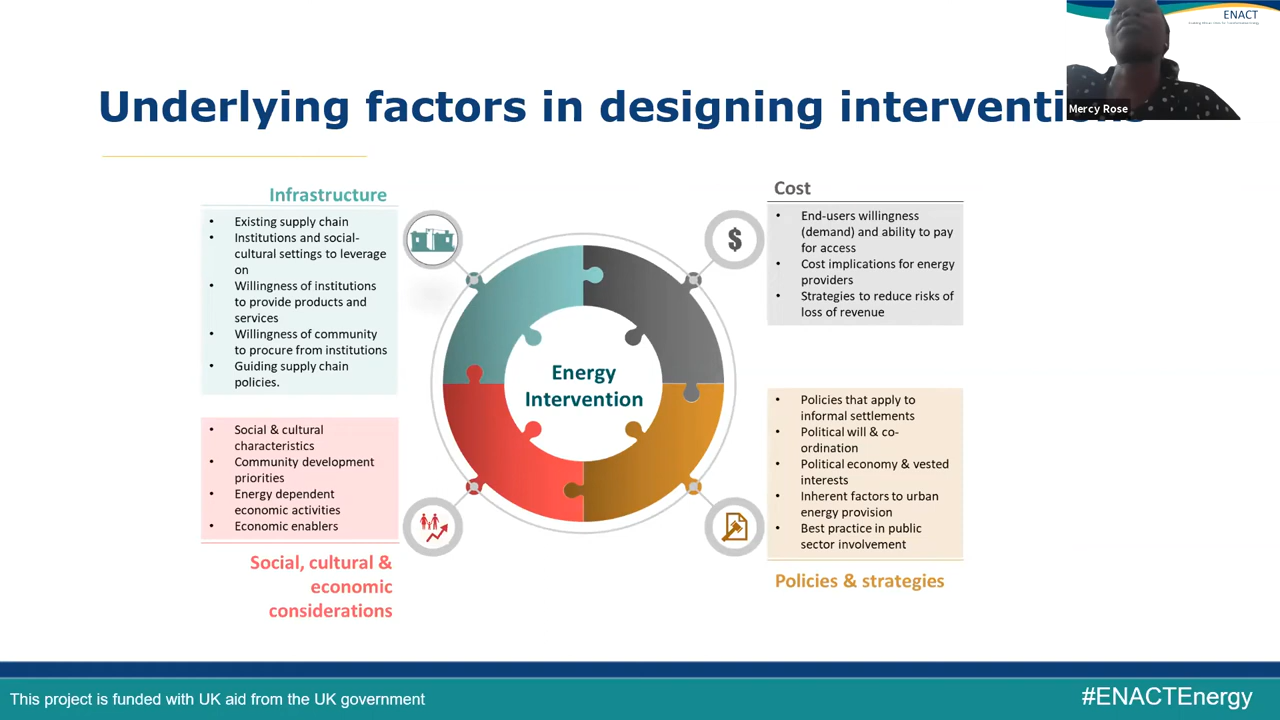 ENACT
Mercy Rose
Underlying factors in designing interventions
Infrastructure
• Existing supply chain
• Institutions and social-
cultural settings to leverage
on
• Willingness of institutions
to provide products and
services
• Willingness of community
to procure from institutions
• Guiding supply chain
policies.
Cost
$
• End-users willingness
(demand) and ability to pay
for access
• Cost implications for energy
providers
• Strategies to reduce risks of
loss of revenue
Energy
Intervention
• Social & cultural
characteristics
• Community development
priorities
• Energy dependent
economic activities
• Economic enablers
Social, cultural &
economic
considerations
• Policies that apply to
informal settlements
• Political will & co-
ordination
• Political economy & vested
interests
• Inherent factors to urban
energy provision
• Best practice in public
sector involvement
Policies & strategies
This project is funded with UK aid from the UK government
#ENACTEnergy